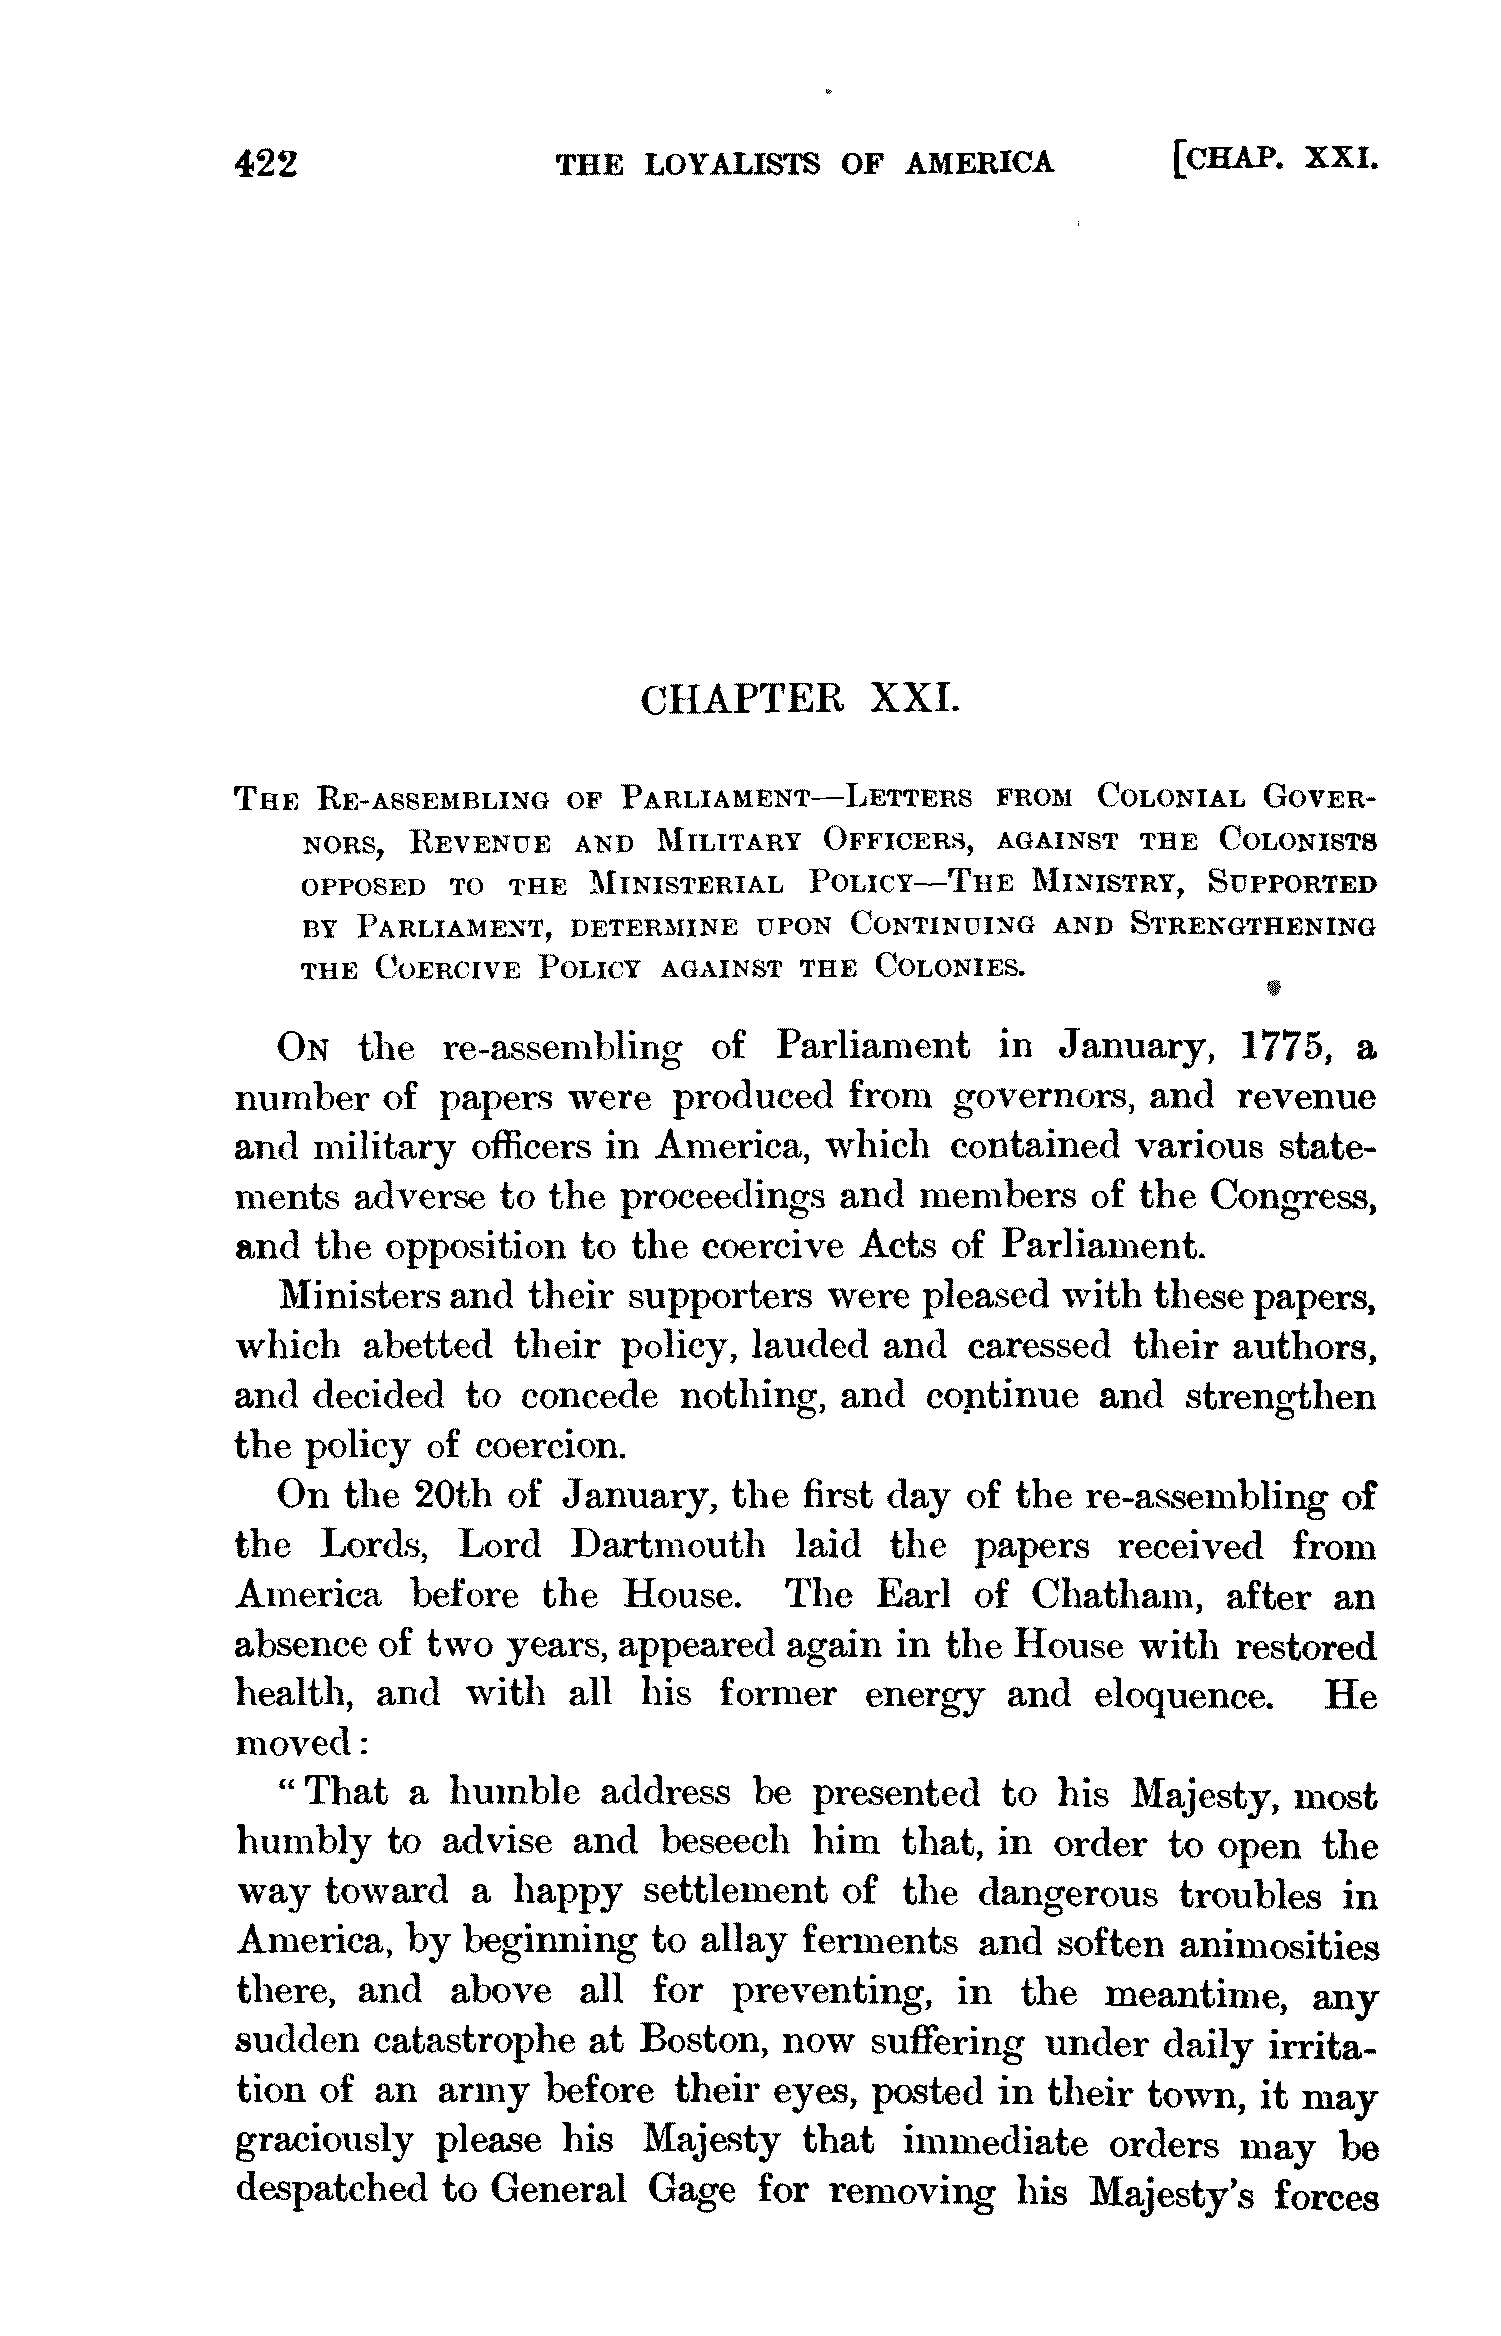 422 THE LOYALISTS OF AMERICA [CHAP. XXI.
CHAPTER XXI.
THE RE-ASSEMBLING OF PARLIAMENT—LETTERS FROM COLONIAL GOVER-
NORS, REVENUE AND MILITARY OFFICERS, AGAINST THE COLONISTS
OPPOSED TO THE MINISTERIAL POLICY—THE MINISTRY, SUPPORTED
BY PARLIAMENT, DETERMINE UPON CONTINUING AND STRENGTHENING
THE COERCIVE POLICY AGAINST THE COLONIES.
ON the re-assembling of Parliament in January, 1775, a
number of papers were produced from governors, and revenue
and military officers in America, which contained various state-
ments adverse to the proceedings and members of the Congress,
and the opposition to the coercive Acts of Parliament.
Ministers and their supporters were pleased with these papers,
which abetted their policy, lauded and caressed their authors,
and decided to concede nothing, and continue and strengthen
the policy of coercion.
On the 20th of January, the first day of the re-assembling of
the Lords, Lord Dartmouth laid the papers received from
America before the House. The Earl of Chatham, after an
absence of two years, appeared again in the House with restored
health, and with all his former energy and eloquence. He
moved:
"That a humble address be presented to his Majesty, most
humbly to advise and beseech him that, in order to open the
way toward a happy settlement of the dangerous troubles in
America, by beginning to allay ferments and soften animosities
there, and above all for preventing, in the meantime, any
sudden catastrophe at Boston, now suffering under daily irrita-
tion of an army before their eyes, posted in their town, it may
graciously please his Majesty that immediate orders may be
despatched to General Gage for removing his Majesty's forces